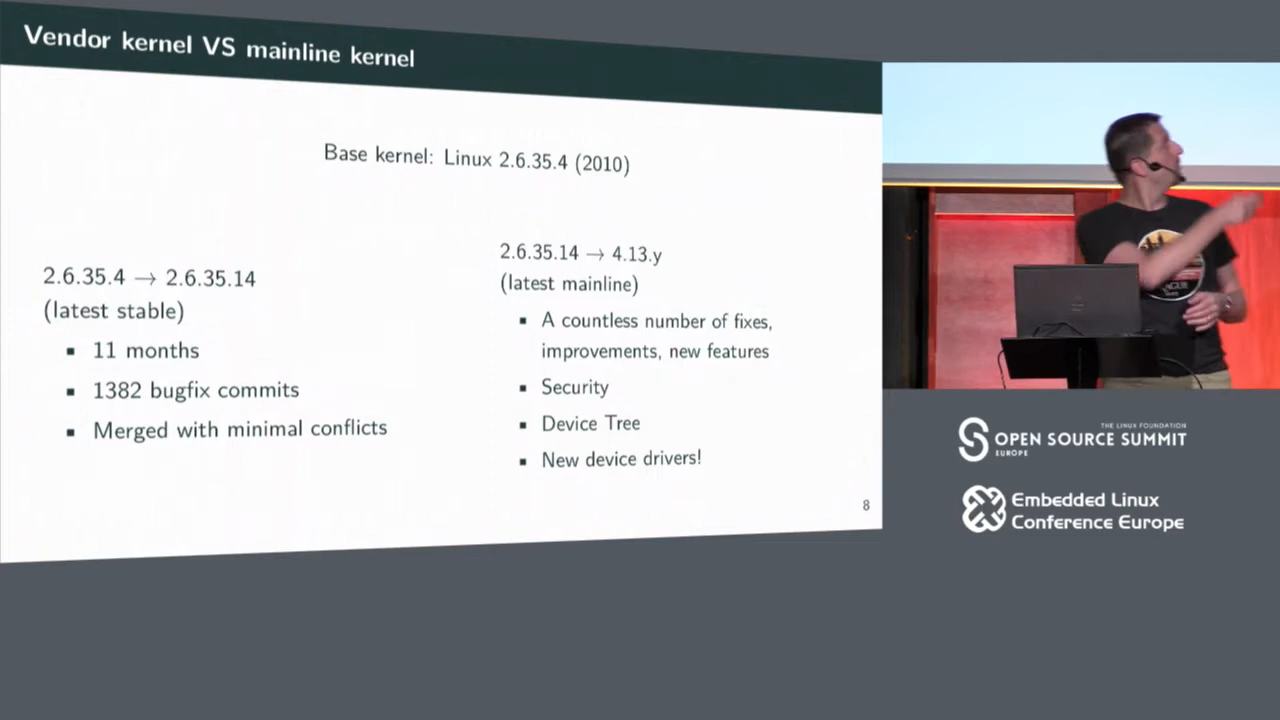 Vendor kernel VS mainline kernel
Base kernel: Linux 2.6.35.4 (2010)
2.6.35.4 → 2.6.35.14
(latest stable)
▪ 11 months
▪ 1382 bugfix commits
▪ Merged with minimal conflicts
2.6.35.14 → 4.13.y
(latest mainline)
▪ A countless number of fixes,
improvements, new features
▪ Security
▪ Device Tree
▪ New device drivers!
8
THE LINUX FOUNDATION
OPEN SOURCE SUMMIT
EUROPE
Embedded Linux
Conference Europe